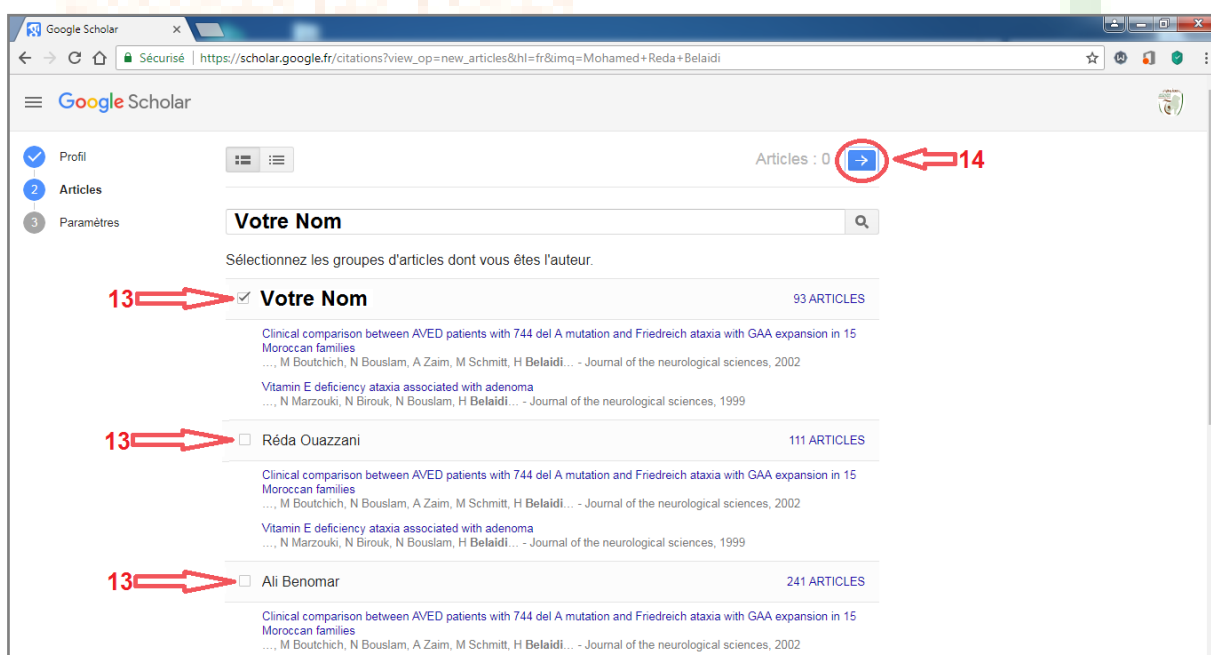 Google Scholar
Sécurisé | https://scholar.google.fr/citations?view_op=new_articles&hl=fr&imq=Mohamed+Reda+Belaidi
Google Scholar
Profil
Articles : 0
14
2 Articles
3 Paramètres
Votre Nom
Sélectionnez les groupes d'articles dont vous êtes l'auteur.
13 Votre Nom 93 ARTICLES
Clinical comparison between AVED patients with 744 del A mutation and Friedreich ataxia with GAA expansion in 15
Moroccan families
…, M Boutchich, N Bouslam, A Zaim, M Schmitt, H Belaidi… - Journal of the neurological sciences, 2002
Vitamin E deficiency ataxia associated with adenoma
…, N Marzouki, N Birouk, N Bouslam, H Belaidi… - Journal of the neurological sciences, 1999
13 Réda Ouazzani 111 ARTICLES
Clinical comparison between AVED patients with 744 del A mutation and Friedreich ataxia with GAA expansion in 15
Moroccan families
…, M Boutchich, N Bouslam, A Zaim, M Schmitt, H Belaidi… - Journal of the neurological sciences, 2002
Vitamin E deficiency ataxia associated with adenoma
…, N Marzouki, N Birouk, N Bouslam, H Belaidi… - Journal of the neurological sciences, 1999
13 Ali Benomar 241 ARTICLES
Clinical comparison between AVED patients with 744 del A mutation and Friedreich ataxia with GAA expansion in 15
Moroccan families
…, M Boutchich, N Bouslam, A Zaim, M Schmitt, H Belaidi… - Journal of the neurological sciences, 2002